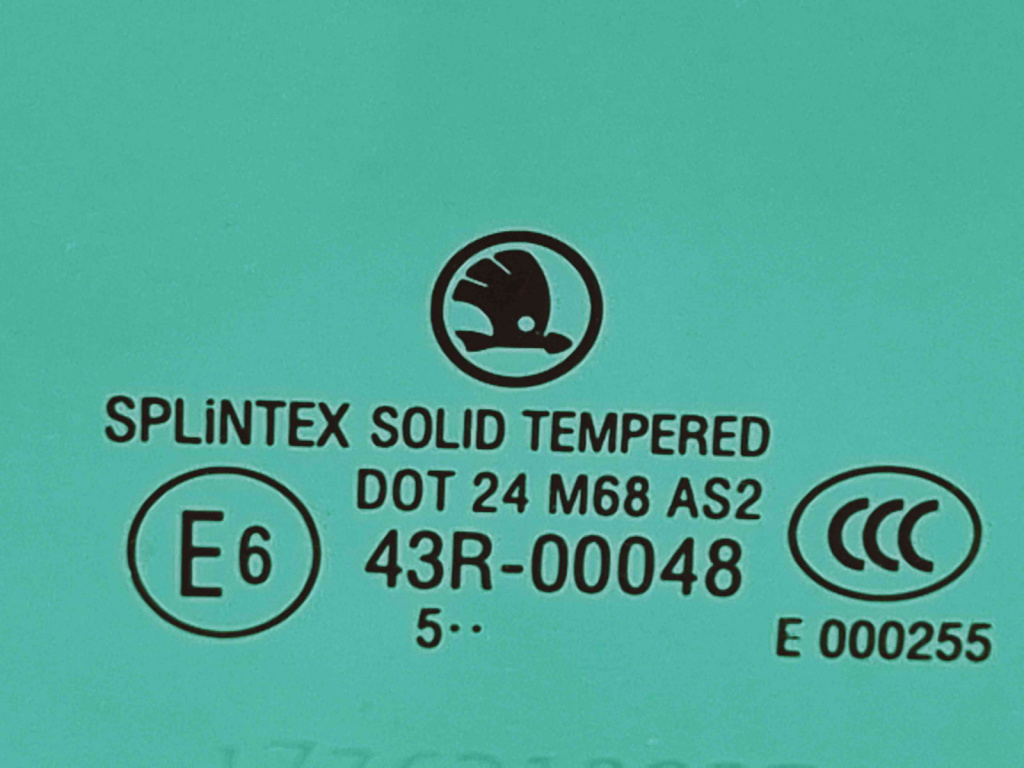 SPLiNTEX SOLID TEMPERED
DOT 24 M68 AS2
E6
43R-00048
CCC
5··
E 000255